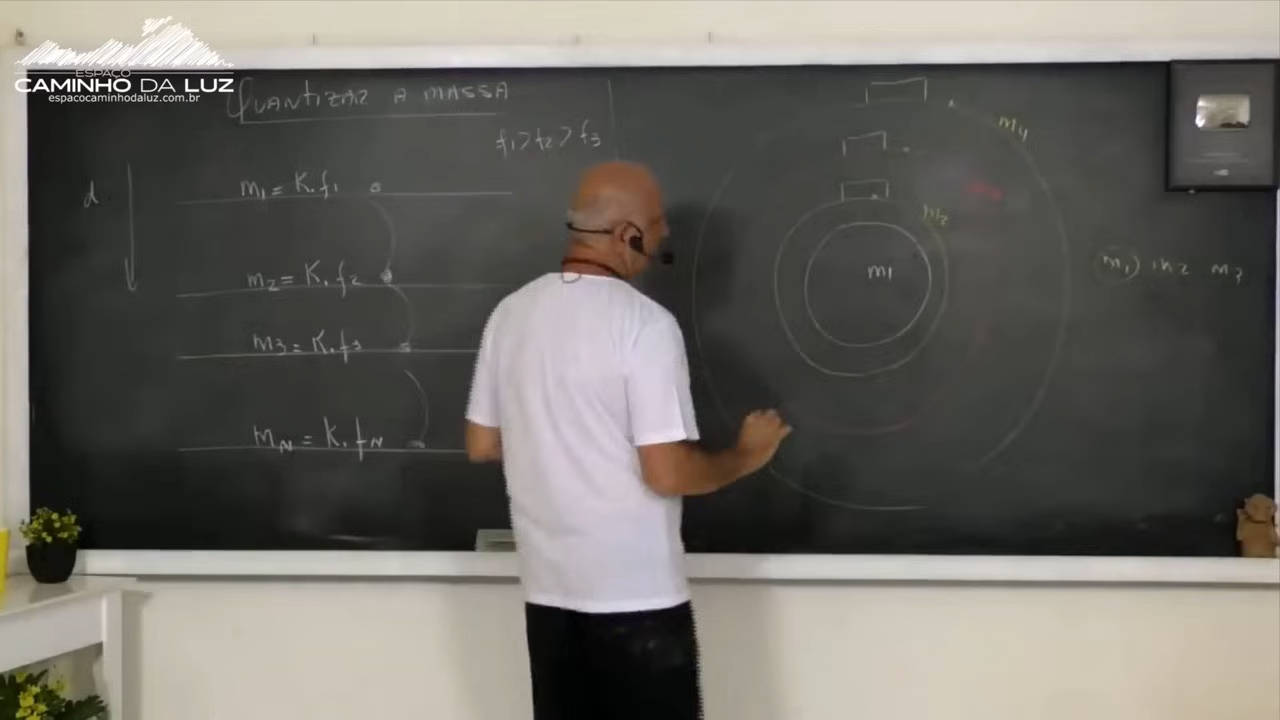 ESPAÇO
CAMINHO DA LUZ
espacocaminhodaluz.com.br
QUANTIZAR A MASSA
f1 > f2 > f3
d
m1 = K.f1
m2 = K.f2
m3 = K.f3
mN = K.fN
m4
m2
m1
m1) m2 m3